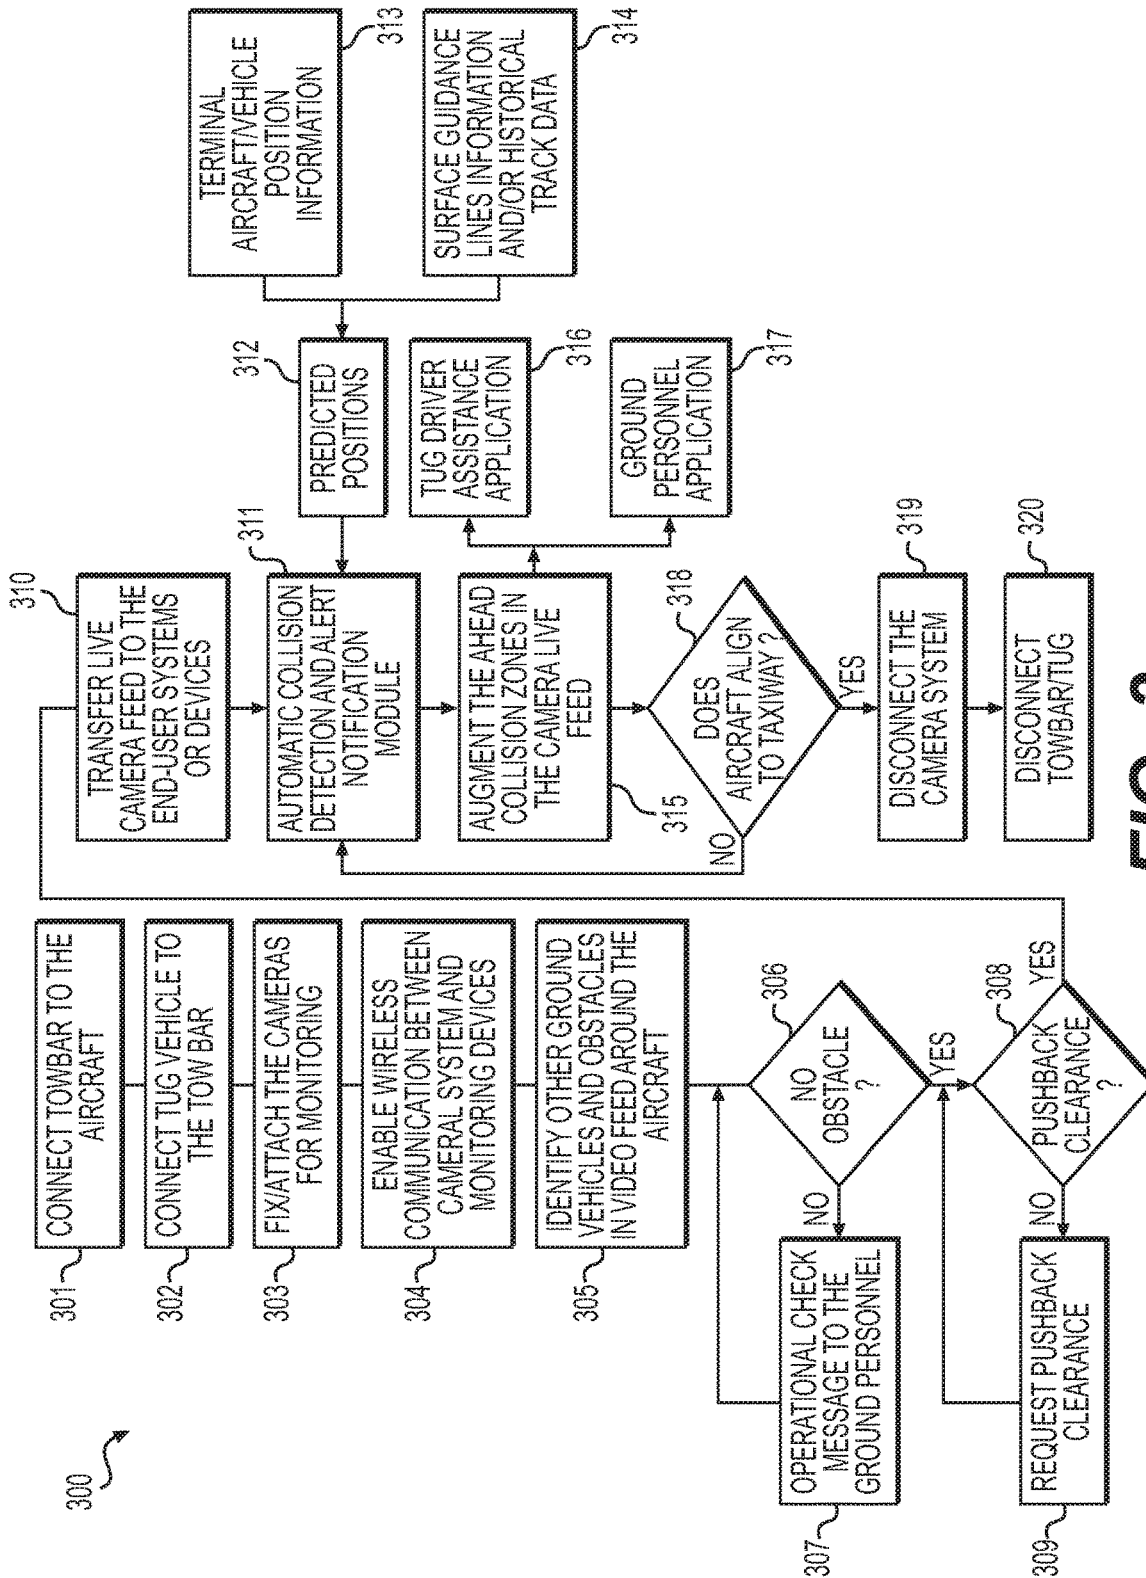 300
CONNECT TOWBAR TO THE
AIRCRAFT
301
CONNECT TUG VEHICLE TO
THE TOW BAR
302
FIX/ATTACH THE CAMERAS
FOR MONITORING
303
ENABLE WIRELESS
COMMUNICATION BETWEEN
CAMERAL SYSTEM AND
MONITORING DEVICES
304
IDENTIFY OTHER GROUND
VEHICLES AND OBSTACLES
IN VIDEO FEED AROUND THE
AIRCRAFT
305
NO
OBSTACLE
?
306
NO
YES
OPERATIONAL CHECK
MESSAGE TO THE
GROUND PERSONNEL
307
PUSHBACK
CLEARANCE
?
308
NO
YES
REQUEST PUSHBACK
CLEARANCE
309
TRANSFER LIVE
CAMERA FEED TO THE
END-USER SYSTEMS
OR DEVICES
310
AUTOMATIC COLLISION
DETECTION AND ALERT
NOTIFICATION
MODULE
311
PREDICTED
POSITIONS
312
TERMINAL
AIRCRAFT/VEHICLE
POSITION
INFORMATION
313
SURFACE GUIDANCE
LINES INFORMATION
AND/OR HISTORICAL
TRACK DATA
314
AUGMENT THE AHEAD
COLLISION ZONES IN
THE CAMERA LIVE
FEED
315
TUG DRIVER
ASSISTANCE
APPLICATION
316
GROUND
PERSONNEL
APPLICATION
317
DOES
AIRCRAFT ALIGN
TO TAXIWAY?
318
NO
YES
DISCONNECT THE
CAMERA SYSTEM
319
DISCONNECT
TOWBAR/TUG
320